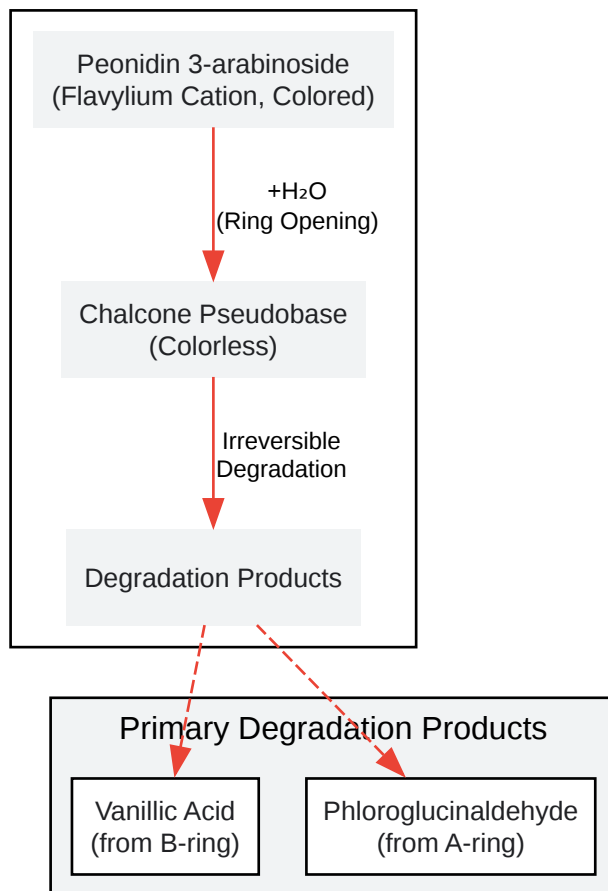 Peonidin 3-arabinoside
(Flavylium Cation, Colored)
+H₂O
(Ring Opening)
Chalcone Pseudobase
(Colorless)
Irreversible
Degradation
Degradation Products
Primary Degradation Products
Vanillic Acid
(from B-ring)
Phloroglucinaldehyde
(from A-ring)